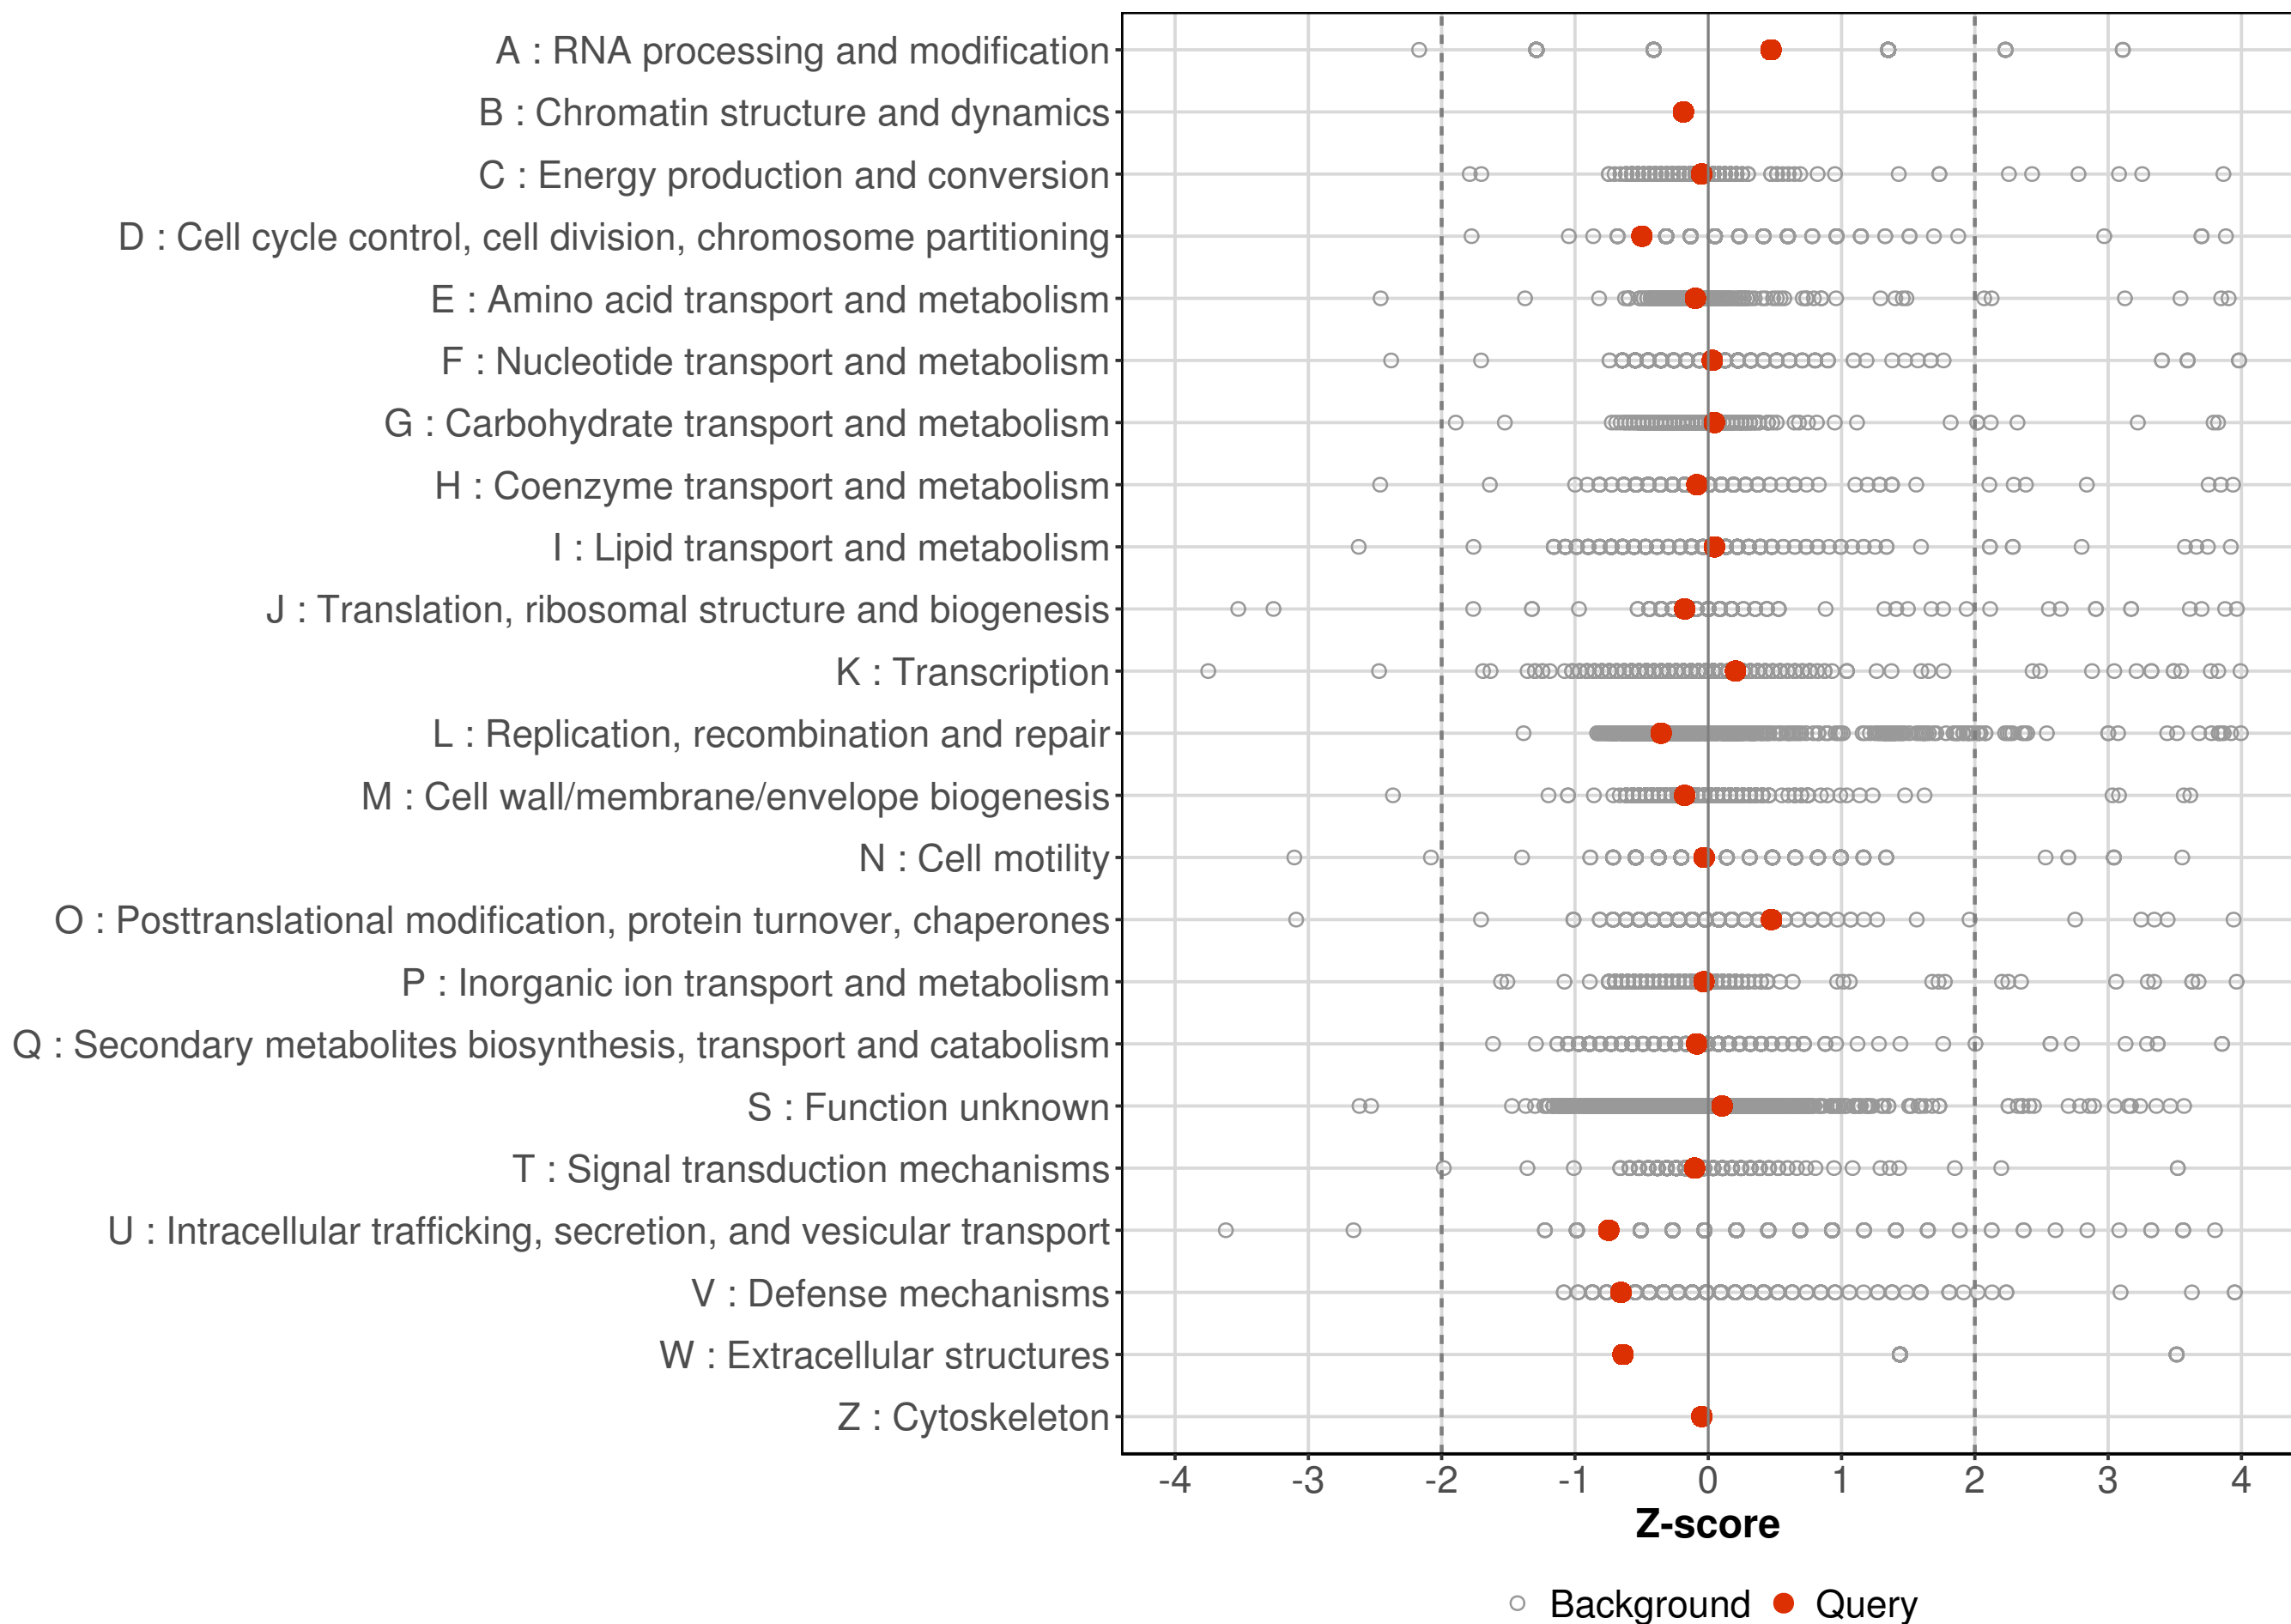 A : RNA processing and modification
B : Chromatin structure and dynamics
C : Energy production and conversion
D : Cell cycle control, cell division, chromosome partitioning
E : Amino acid transport and metabolism
F : Nucleotide transport and metabolism
G : Carbohydrate transport and metabolism
H : Coenzyme transport and metabolism
I : Lipid transport and metabolism
J : Translation, ribosomal structure and biogenesis
K : Transcription
L : Replication, recombination and repair
M : Cell wall/membrane/envelope biogenesis
N : Cell motility
O : Posttranslational modification, protein turnover, chaperones
P : Inorganic ion transport and metabolism
Q : Secondary metabolites biosynthesis, transport and catabolism
S : Function unknown
T : Signal transduction mechanisms
U : Intracellular trafficking, secretion, and vesicular transport
V : Defense mechanisms
W : Extracellular structures
Z : Cytoskeleton
-4 -3 -2 -1 0 1 2 3 4
Z-score
Background Query